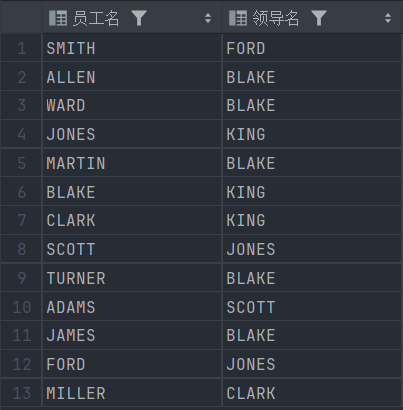 员工名 领导名
1 SMITH FORD
2 ALLEN BLAKE
3 WARD BLAKE
4 JONES KING
5 MARTIN BLAKE
6 BLAKE KING
7 CLARK KING
8 SCOTT JONES
9 TURNER BLAKE
10 ADAMS SCOTT
11 JAMES BLAKE
12 FORD JONES
13 MILLER CLARK